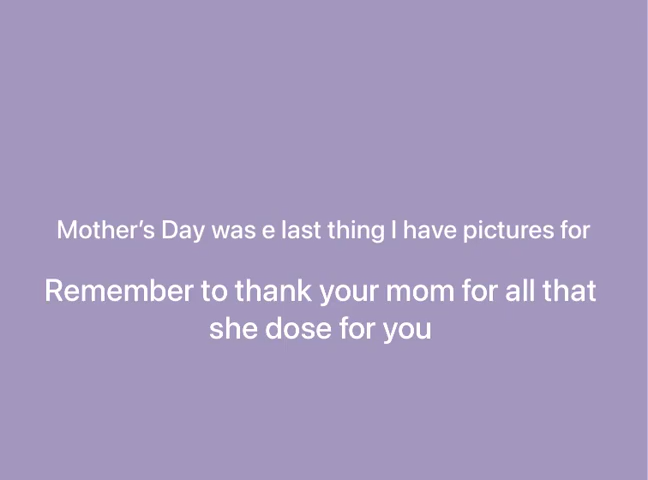 Mother’s Day was e last thing I have pictures for
Remember to thank your mom for all that
she dose for you